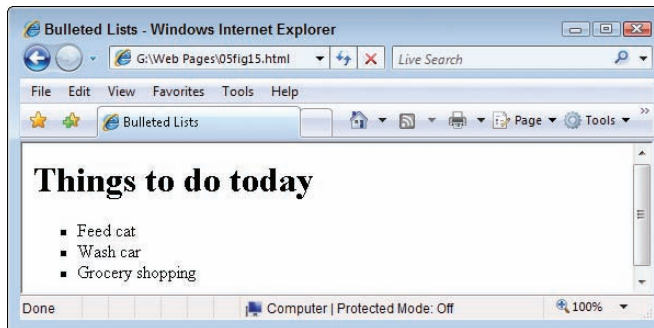 Bulleted Lists - Windows Internet Explorer
G:\Web Pages\05fig15.html Live Search
File Edit View Favorites Tools Help
Bulleted Lists Page Tools
Things to do today
Feed cat
Wash car
Grocery shopping
Done Computer | Protected Mode: Off 100%